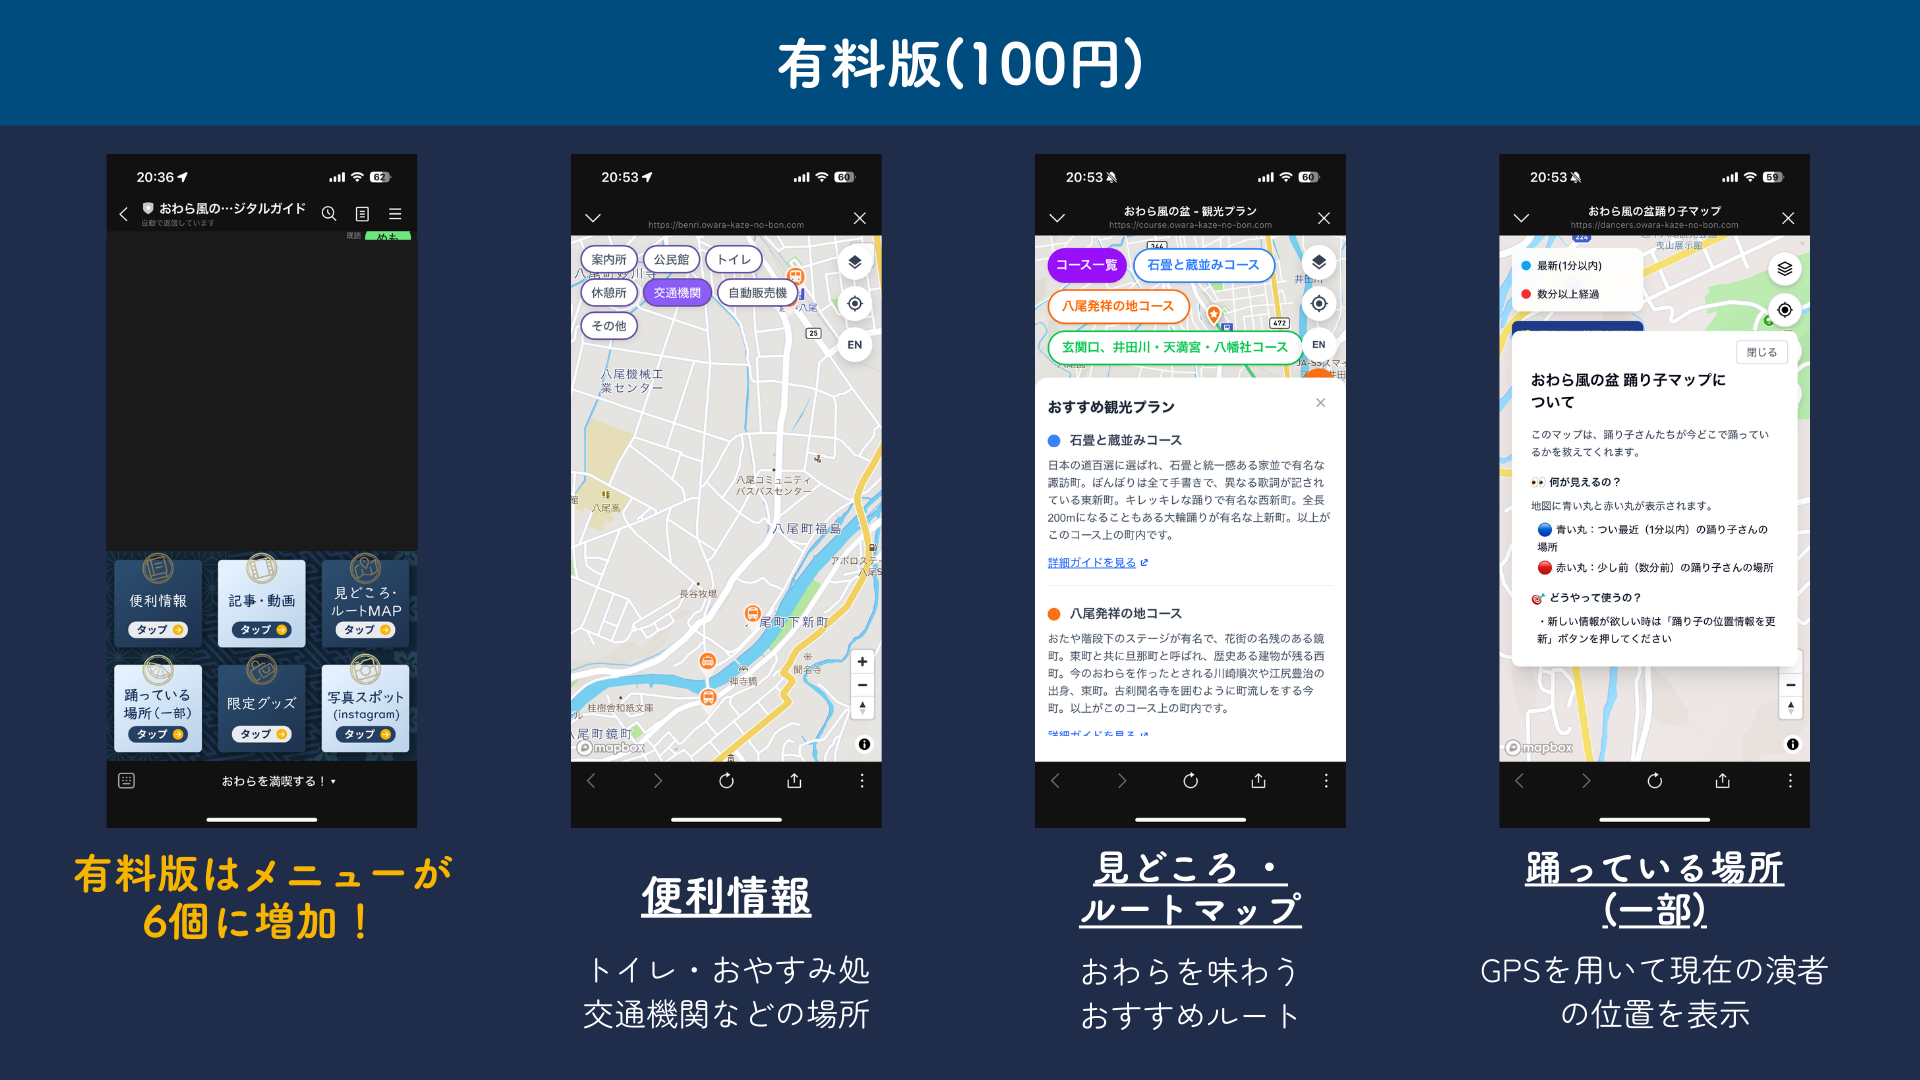 有料版(100円)
20:36
62
おわら風の…ジタルガイド
自動で返信しています
既読
便利情報
タップ
記事・動画
タップ
見どころ・
ルートMAP
タップ
踊っている
場所(一部)
タップ
限定グッズ
タップ
写真スポット
(instagram)
タップ
おわらを満喫する!
有料版はメニューが
6個に増加!
20:53
60
https://benri.owara-kaze-no-bon.com
案内所
公民館
トイレ
休憩所
交通機関
自動販売機
その他
EN
25
八尾機械工
業センター
八尾コミュニティ
バスバスセンター
八尾高
八尾町福島
アポロステ
長谷牧場
八尾町下新町
聞名寺
禅寺橋
桂樹舎和紙文庫
八尾町鏡町
mapbox
便利情報
トイレ・おやすみ処
交通機関などの場所
20:53
60
おわら風の盆 - 観光プラン
https://course.owara-kaze-no-bon.com
コース一覧
石畳と蔵並みコース
八尾発祥の地コース
472
玄関口、井田川・天満宮・八幡社コース
EN
おすすめ観光プラン
石畳と蔵並みコース
日本の道百選に選ばれ、石畳と統一感ある家並で有名な
諏訪町。ぼんぼりは全て手書きで、異なる歌詞が記され
ている東新町。キレッキレな踊りで有名な西新町。全長
200mになることもある大輪踊りが有名な上新町。以上が
このコース上の町内です。
詳細ガイドを見る
八尾発祥の地コース
おたや階段下のステージが有名で、花街の名残のある鏡
町。東町と共に旦那町と呼ばれ、歴史ある建物が残る西
町。今のおわらを作ったとされる川崎順次や江尻豊治の
出身、東町。古刹聞名寺を囲むように町流しをする今
町。以上がこのコース上の町内です。
詳細ガイドを見る
見どころ ・
ルートマップ
おわらを味わう
おすすめルート
20:53
59
おわら風の盆踊り子マップ
https://dancers.owara-kaze-no-bon.com
曳山展示館
最新(1分以内)
数分以上経過
閉じる
おわら風の盆 踊り子マップに
ついて
このマップは、踊り子さんたちが今どこで踊ってい
るかを教えてくれます。
何が見えるの?
地図に青い丸と赤い丸が表示されます。
青い丸:つい最近(1分以内)の踊り子さんの
場所
赤い丸:少し前(数分前)の踊り子さんの場所
どうやって使うの?
・新しい情報が欲しい時は「踊り子の位置情報を更
新」ボタンを押してください
mapbox
踊っている場所
(一部)
GPSを用いて現在の演者
の位置を表示